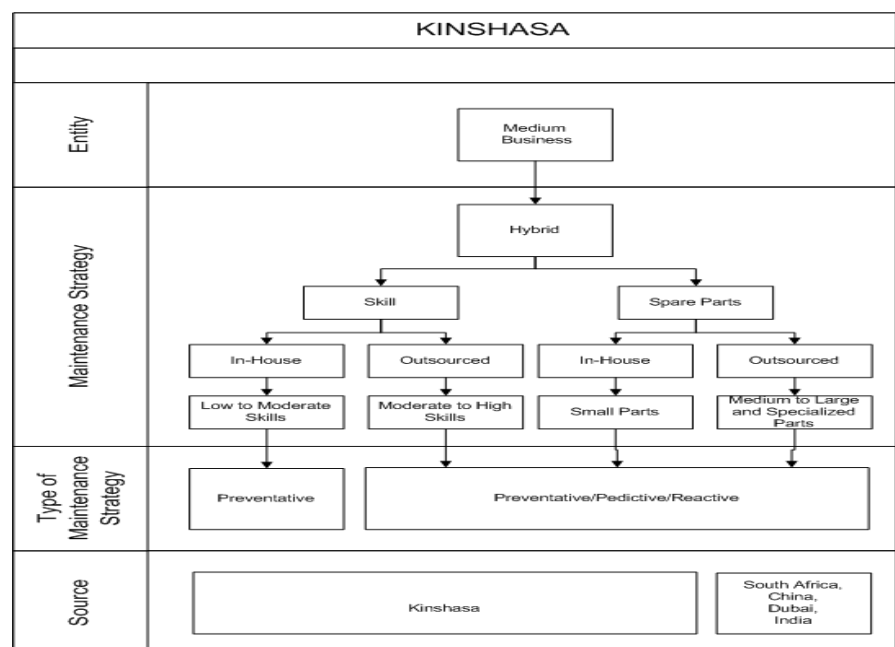 KINSHASA
Entity
Medium
Business
Maintenance Strategy
Hybrid
Skill
Spare Parts
In-House
Outsourced
In-House
Outsourced
Low to Moderate
Skills
Moderate to High
Skills
Small Parts
Medium to Large
and Specialized
Parts
Type of
Maintenance
Strategy
Preventative
Preventative/Pedictive/Reactive
Source
Kinshasa
South Africa,
China,
Dubai,
India